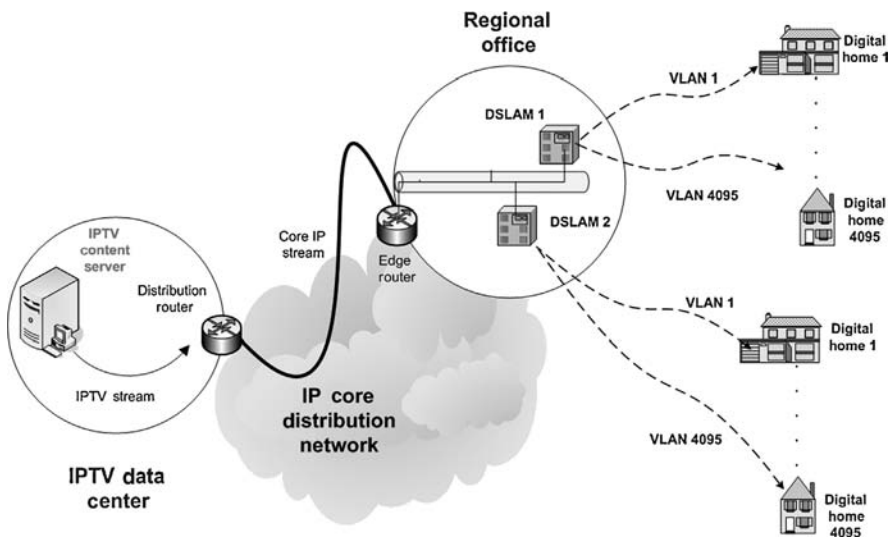 Regional
office
Digital
home 1
VLAN 1
DSLAM 1
VLAN 4095
Digital
home
4095
DSLAM 2
IPTV
content
server
Core IP
stream
Edge
router
Distribution
router
VLAN 1
Digital
home 1
IPTV stream
IP core
distribution
network
VLAN 4095
IPTV data
center
Digital
home
4095